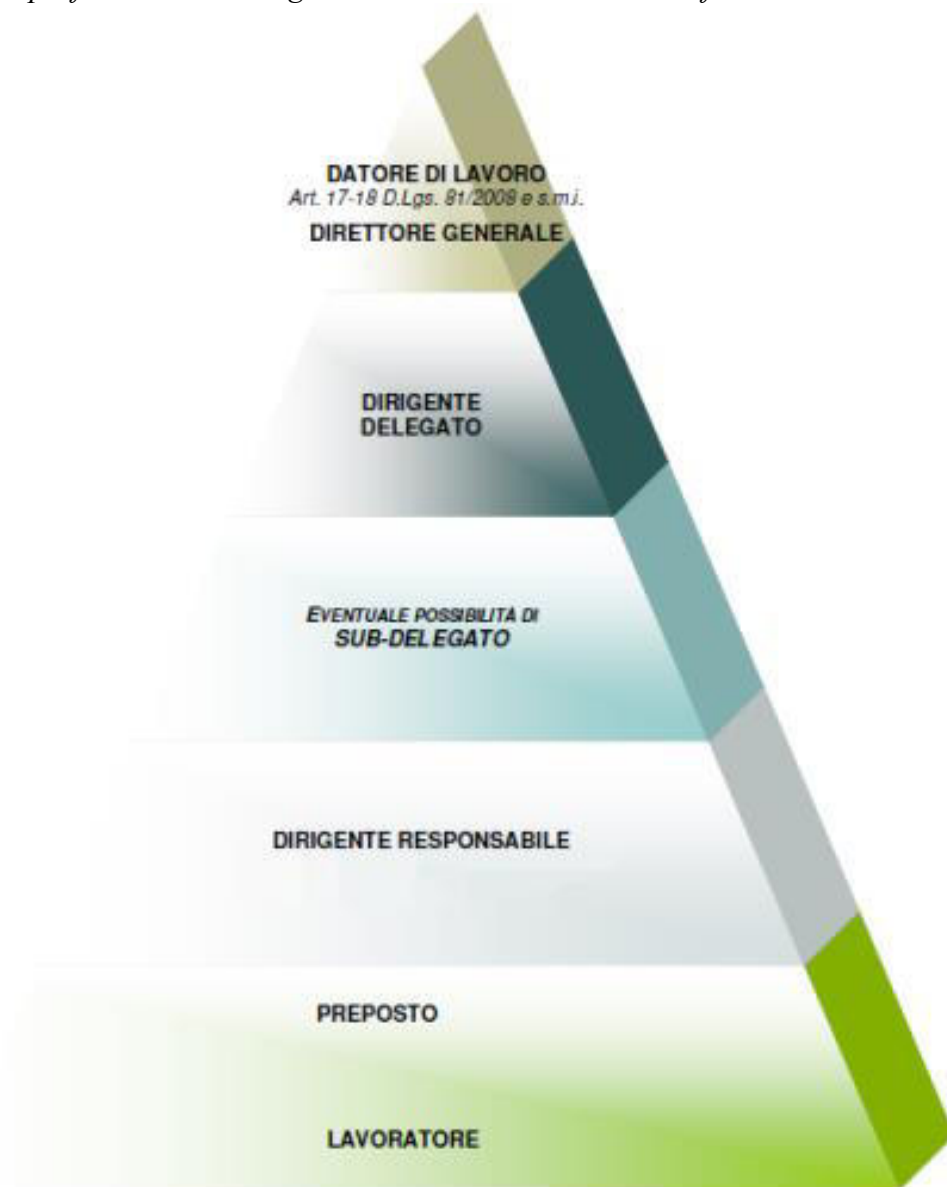 DATORE DI LAVORO
Art. 17-18 D.Lgs. 81/2008 e s.m.i.
DIRETTORE GENERALE
DIRIGENTE
DELEGATO
EVENTUALE POSSIBILITÀ DI
SUB-DELEGATO
DIRIGENTE RESPONSABILE
PREPOSTO
LAVORATORE